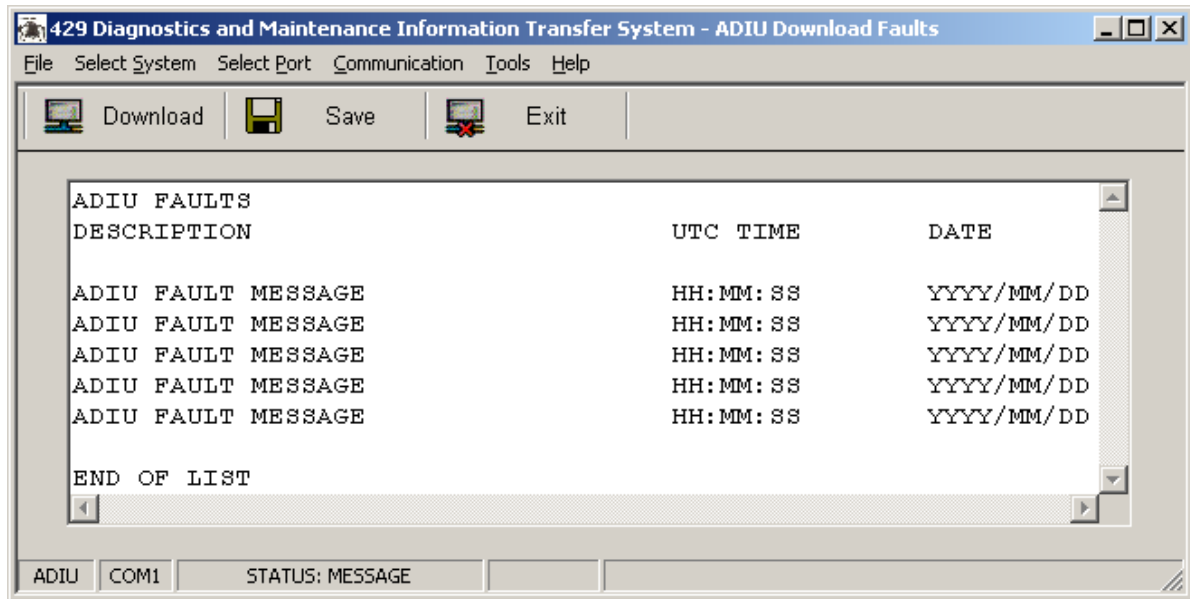 429 Diagnostics and Maintenance Information Transfer System - ADIU Download Faults
File Select System Select Port Communication Tools Help
Download Save Exit
ADIU FAULTS
DESCRIPTION UTC TIME DATE
ADIU FAULT MESSAGE HH:MM:SS YYYY/MM/DD
ADIU FAULT MESSAGE HH:MM:SS YYYY/MM/DD
ADIU FAULT MESSAGE HH:MM:SS YYYY/MM/DD
ADIU FAULT MESSAGE HH:MM:SS YYYY/MM/DD
ADIU FAULT MESSAGE HH:MM:SS YYYY/MM/DD
END OF LIST
ADIU COM1 STATUS: MESSAGE